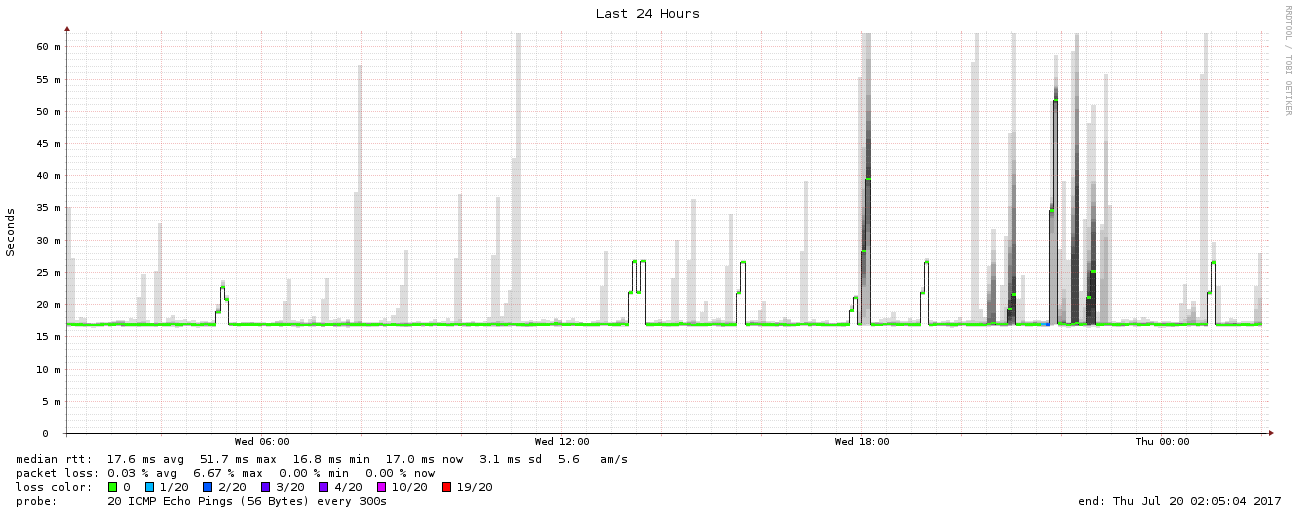 Last 24 Hours
RRDTOOL / TOBI OETIKER
Seconds
60 m
55 m
50 m
45 m
40 m
35 m
30 m
25 m
20 m
15 m
10 m
5 m
0
Wed 06:00 Wed 12:00 Wed 18:00 Thu 00:00
median rtt: 17.6 ms avg 51.7 ms max 16.8 ms min 17.0 ms now 3.1 ms sd 5.6 am/s
packet loss: 0.03 % avg 6.67 % max 0.00 % min 0.00 % now
loss color: 0 1/20 2/20 3/20 4/20 10/20 19/20
probe: 20 ICMP Echo Pings (56 Bytes) every 300s end: Thu Jul 20 02:05:04 2017